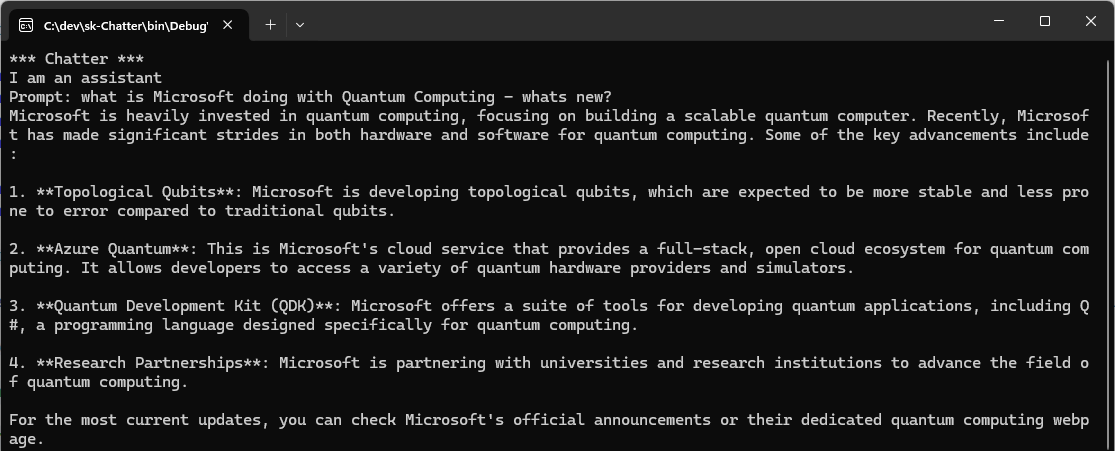 C:\dev\sk-Chatter\bin\Debug\
*** Chatter ***
I am an assistant
Prompt: what is Microsoft doing with Quantum Computing - whats new?
Microsoft is heavily invested in quantum computing, focusing on building a scalable quantum computer. Recently, Microsof
t has made significant strides in both hardware and software for quantum computing. Some of the key advancements include
:
1. **Topological Qubits**: Microsoft is developing topological qubits, which are expected to be more stable and less pro
ne to error compared to traditional qubits.
2. **Azure Quantum**: This is Microsoft's cloud service that provides a full-stack, open cloud ecosystem for quantum com
puting. It allows developers to access a variety of quantum hardware providers and simulators.
3. **Quantum Development Kit (QDK)**: Microsoft offers a suite of tools for developing quantum applications, including Q
#, a programming language designed specifically for quantum computing.
4. **Research Partnerships**: Microsoft is partnering with universities and research institutions to advance the field o
f quantum computing.
For the most current updates, you can check Microsoft's official announcements or their dedicated quantum computing webp
age.